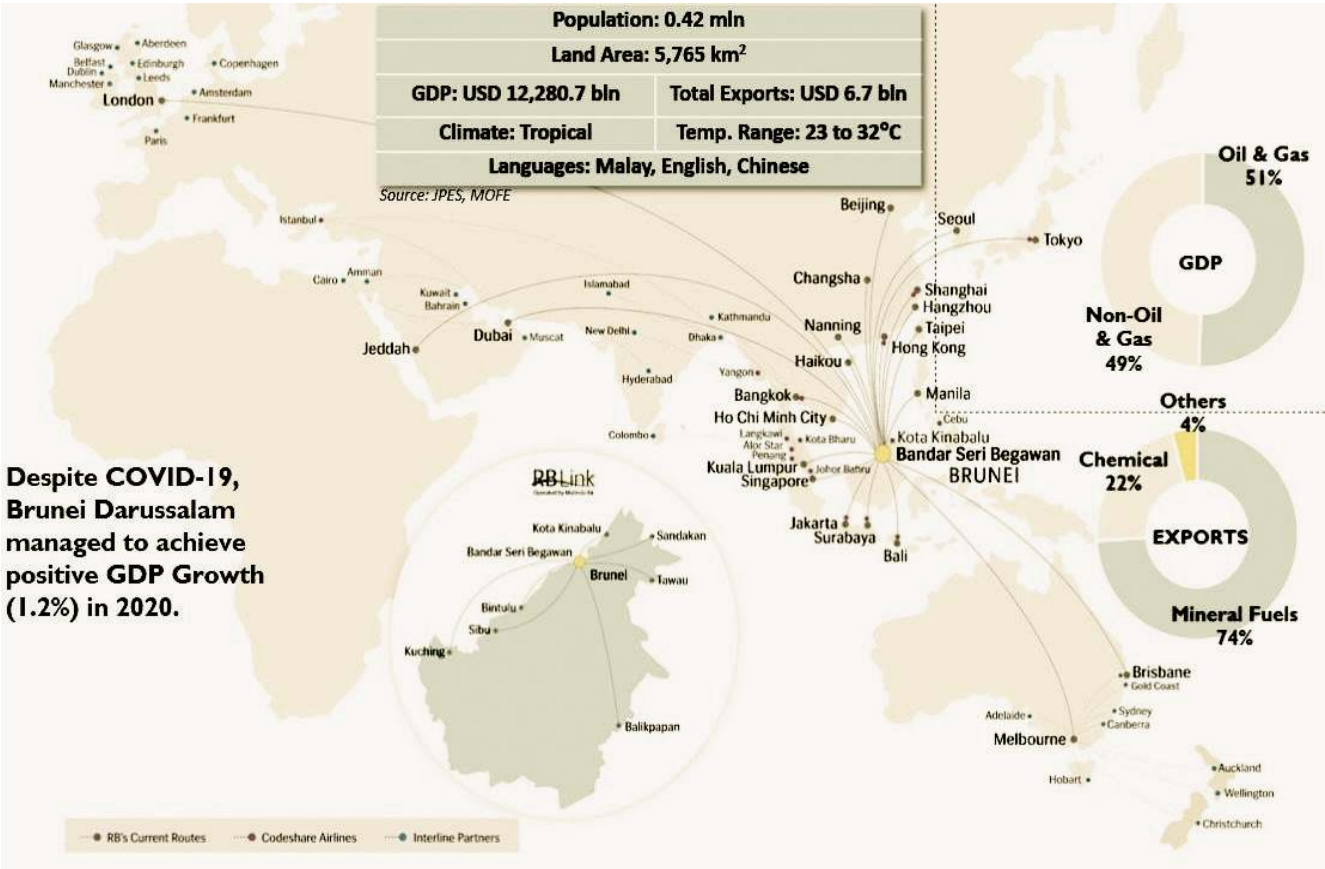 Population: 0.42 mln
Land Area: 5,765 km²
GDP: USD 12,280.7 bln
Total Exports: USD 6.7 bln
Climate: Tropical
Temp. Range: 23 to 32°C
Languages: Malay, English, Chinese
Source: JPES, MOFE
Glasgow
Aberdeen
Belfast
Edinburgh
Copenhagen
Dublin
Leeds
Manchester
Amsterdam
London
Frankfurt
Paris
Istanbul
Cairo
Amman
Kuwait
Bahrain
Jeddah
Dubai
Muscat
Islamabad
New Delhi
Kathmandu
Dhaka
Hyderabad
Colombo
Yangon
Beijing
Seoul
Tokyo
Changsha
Shanghai
Hangzhou
Nanning
Taipei
Hong Kong
Haikou
Bangkok
Manila
Ho Chi Minh City
Cebu
Langkawi
Kota Bharu
Alor Star
Penang
Kota Kinabalu
Kuala Lumpur
Johor Bahru
Singapore
Bandar Seri Begawan
BRUNEI
Jakarta
Surabaya
Bali
Oil & Gas
51%
GDP
Non-Oil
& Gas
49%
Others
4%
Chemical
22%
EXPORTS
Mineral Fuels
74%
Despite COVID-19,
Brunei Darussalam
managed to achieve
positive GDP Growth
(1.2%) in 2020.
RBLink
Kota Kinabalu
Sandakan
Bandar Seri Begawan
Brunei
Tawau
Bintulu
Sibu
Kuching
Balikpapan
Brisbane
Gold Coast
Adelaide
Sydney
Canberra
Melbourne
Hobart
Auckland
Wellington
Christchurch
RB's Current Routes
Codeshare Airlines
Interline Partners